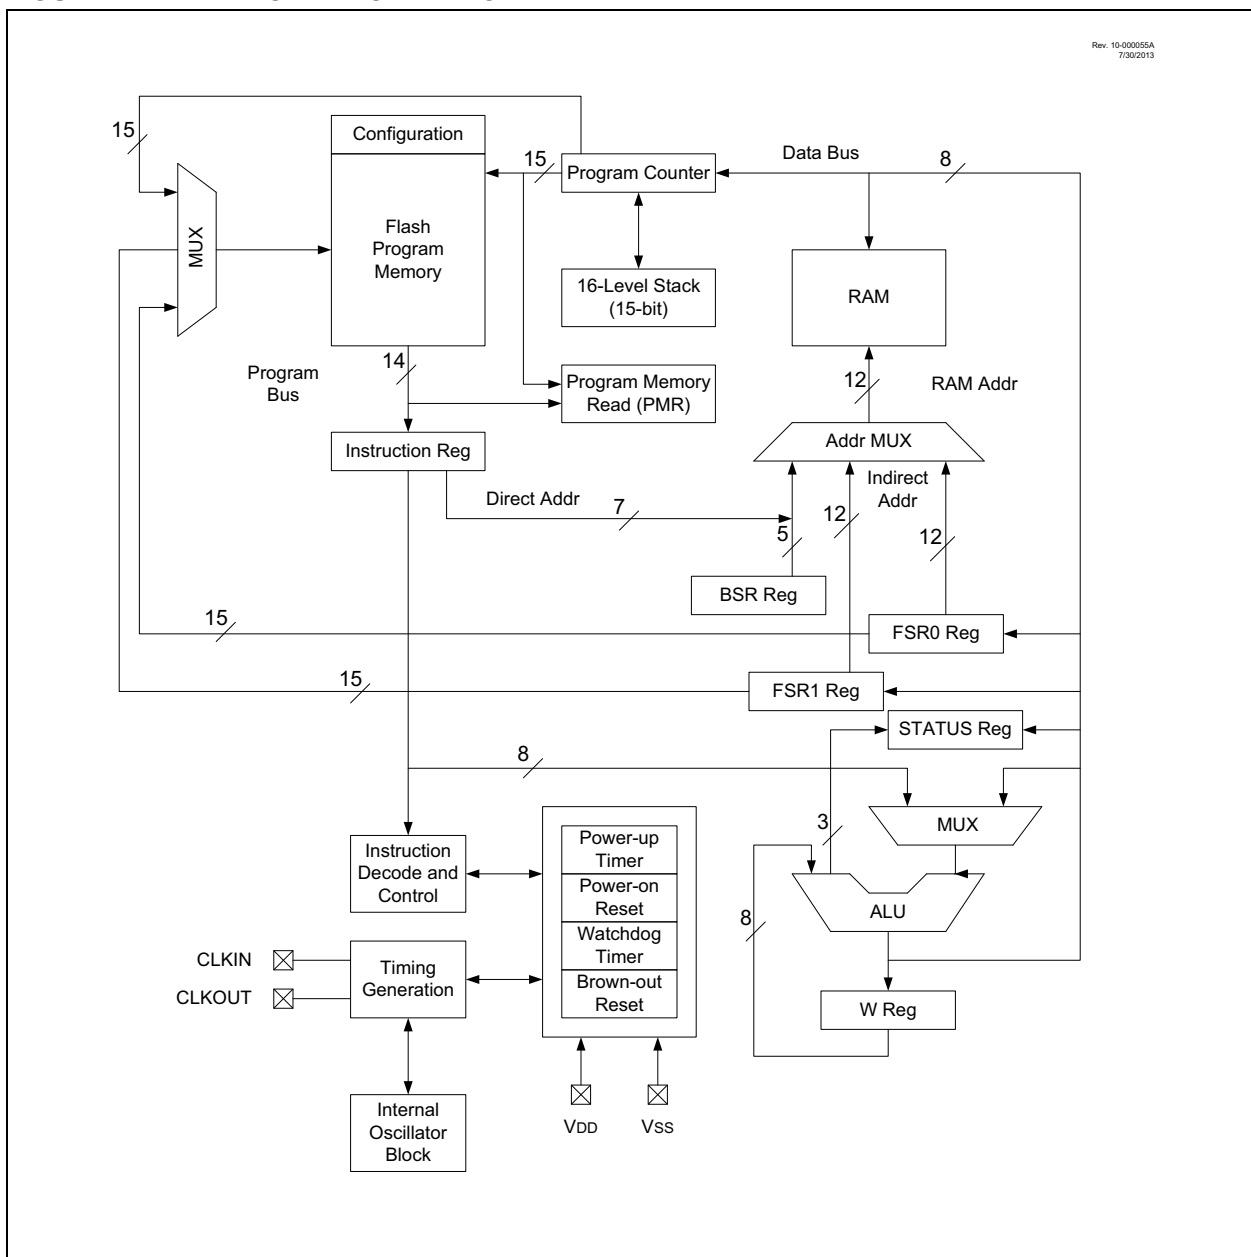 Rev. 10-000055A
7/30/2013
15
Configuration
15
Program Counter
Data Bus
8
MUX
Flash
Program
Memory
16-Level Stack
(15-bit)
RAM
Program
Bus
14
Program Memory
Read (PMR)
12
RAM Addr
Instruction Reg
Addr MUX
Direct Addr
7
Indirect
Addr
5
12
12
BSR Reg
15
FSR0 Reg
15
FSR1 Reg
STATUS Reg
8
3
MUX
Instruction
Decode and
Control
Power-up
Timer
Power-on
Reset
Watchdog
Timer
Brown-out
Reset
8
ALU
CLKIN
CLKOUT
Timing
Generation
W Reg
Internal
Oscillator
Block
VDD
VSS